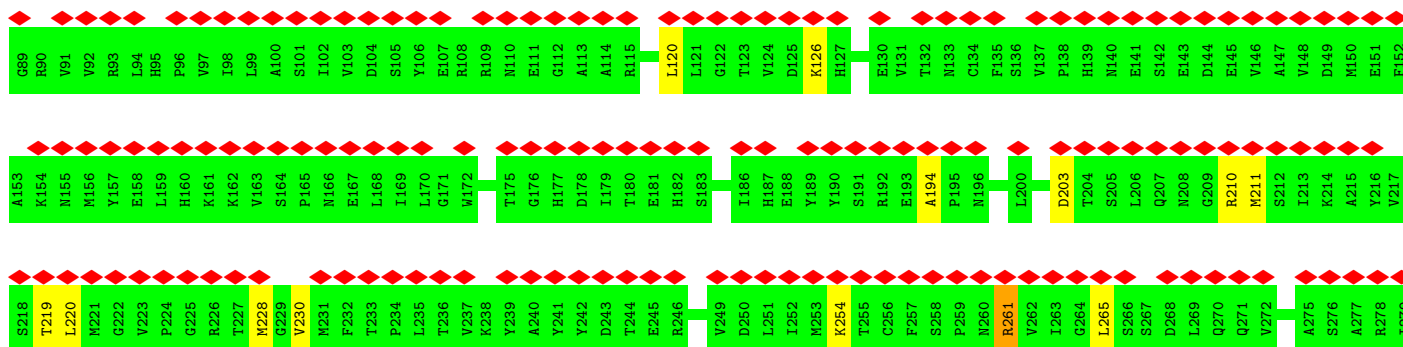 G89 R90 V91 V92 R93 L94 H95 P96 V97 I98 L99 A100 S101 I102 V103 D104 S105 Y106 E107 R108 R109 N110 E111 G112 A113 A114 R115 L120 L121 G122 T123 V124 D125 K126 H127 E130 V131 T132 N133 C134 F135 S136 V137 P138 H139 N140 E141 S142 E143 D144 E145 V146 A147 V148 D149 M150 E151 F152
A153 K154 N155 M156 Y157 E158 L159 H160 K161 K162 V163 S164 P165 N166 E167 L168 I169 L170 G171 W172 T175 G176 H177 D178 I179 T180 E181 H182 S183 I186 H187 E188 Y189 Y190 S191 R192 E193 A194 P195 N196 L200 D203 T204 S205 L206 Q207 N208 G209 R210 M211 S212 I213 K214 A215 Y216 V217
S218 T219 L220 M221 G222 V223 P224 G225 R226 T227 M228 G229 V230 M231 F232 T233 P234 L235 T236 V237 K238 Y239 A240 Y241 Y242 D243 T244 E245 R246 V249 D250 L251 I252 M253 K254 T255 C256 F257 S258 P259 N260 R261 V262 I263 G264 L265 S266 S267 D268 L269 Q270 Q271 V272 A275 S276 A277 R278